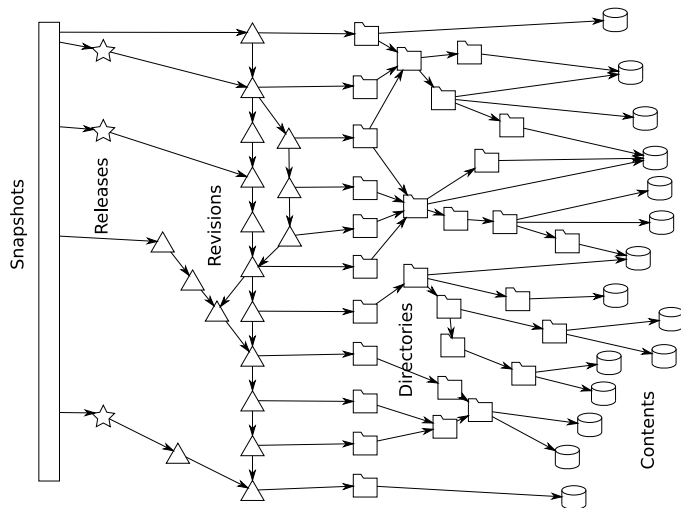 Snapshots
Releases
Revisions
Directories
Contents